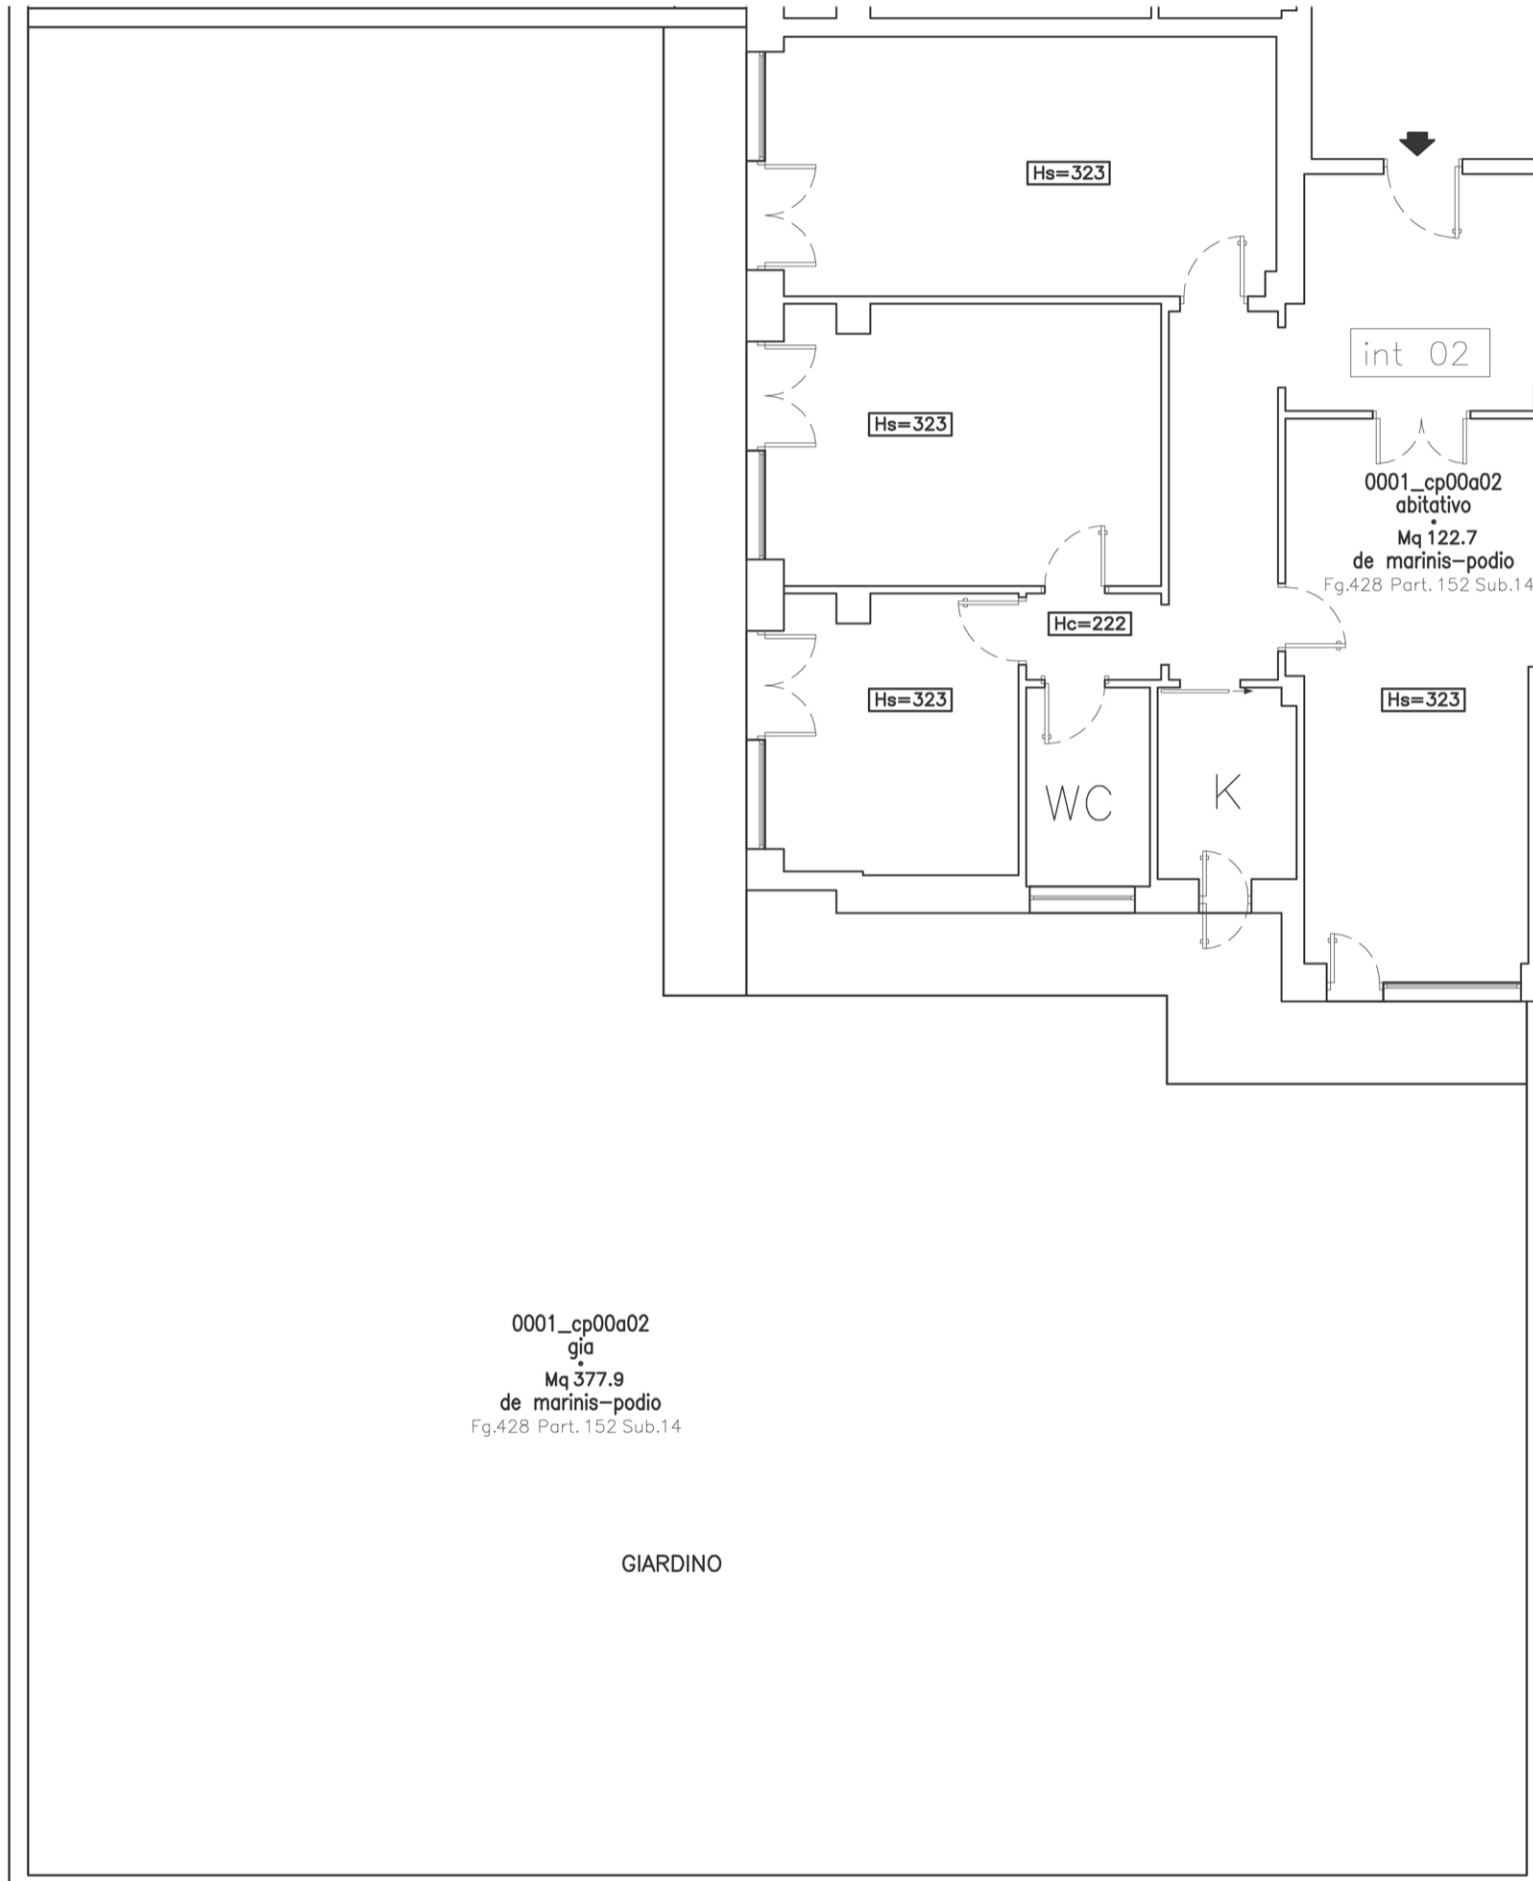 Hs=323
int 02
Hs=323
0001_cp00a02
abitativo
Mq 122.7
de marinis-podio
Fg.428 Part. 152 Sub.14
Hc=222
Hs=323
Hs=323
WC
K
0001_cp00a02
gia
Mq 377.9
de marinis-podio
Fg.428 Part. 152 Sub.14
GIARDINO